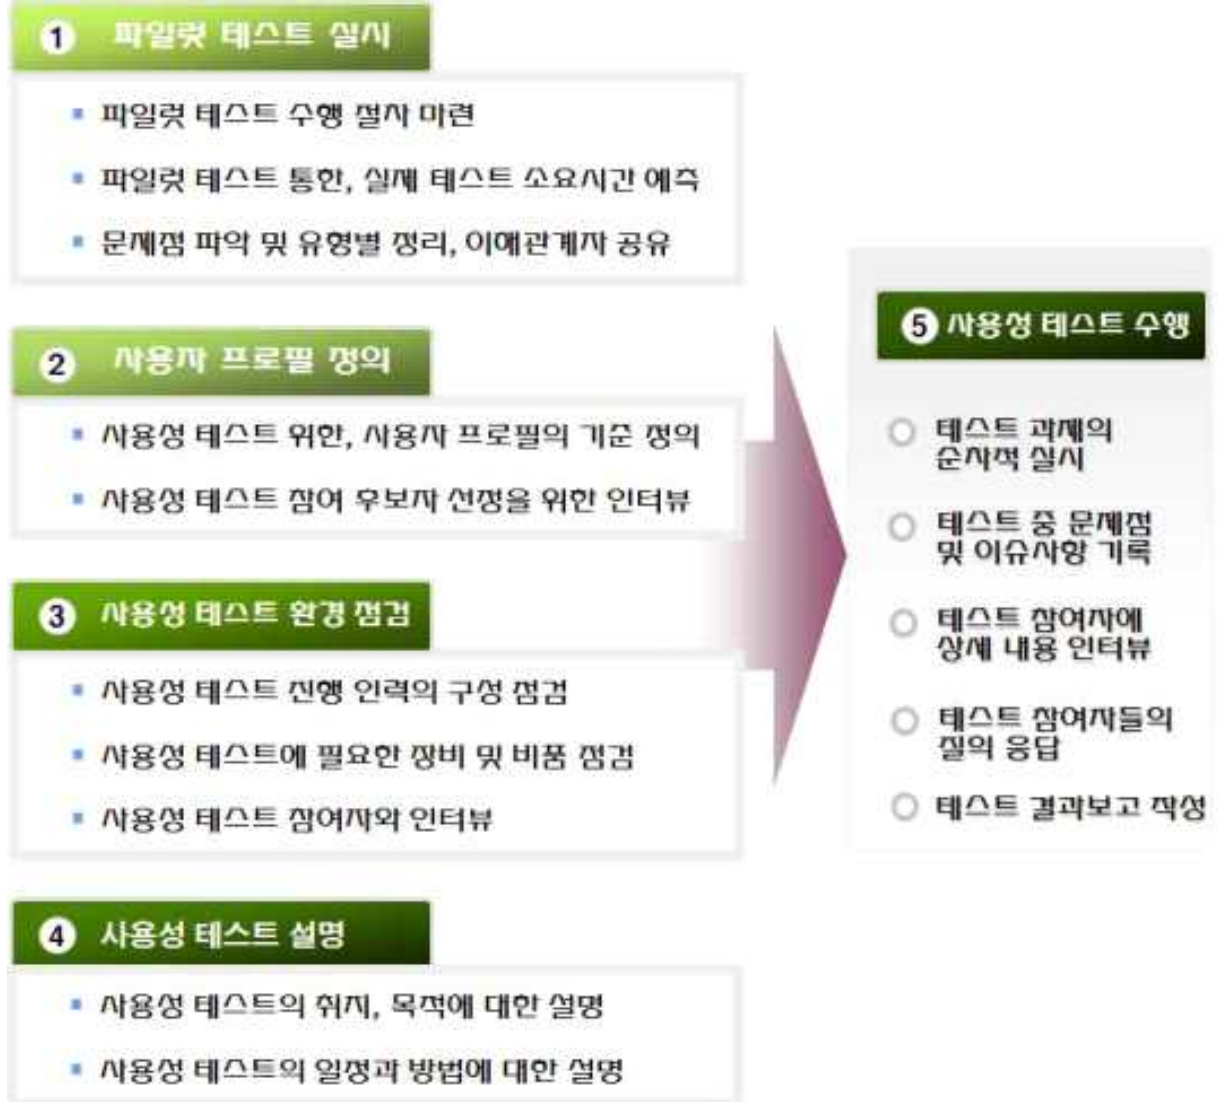 1 파일럿 테스트 실시
파일럿 테스트 수행 절차 마련
파일럿 테스트 통한, 실제 테스트 소요시간 예측
문제점 파악 및 유형별 정리, 이해관계자 공유
2 사용자 프로필 정의
사용성 테스트 위한, 사용자 프로필의 기준 정의
사용성 테스트 참여 후보자 선정을 위한 인터뷰
3 사용성 테스트 환경 점검
사용성 테스트 진행 인력의 구성 점검
사용성 테스트에 필요한 장비 및 비품 점검
사용성 테스트 참여자와 인터뷰
4 사용성 테스트 설명
사용성 테스트의 취지, 목적에 대한 설명
사용성 테스트의 일정과 방법에 대한 설명
5 사용성 테스트 수행
테스트 과제의
순차적 실시
테스트 중 문제점
및 이슈사항 기록
테스트 참여자에
상세 내용 인터뷰
테스트 참여자들의
질의 응답
테스트 결과보고 작성